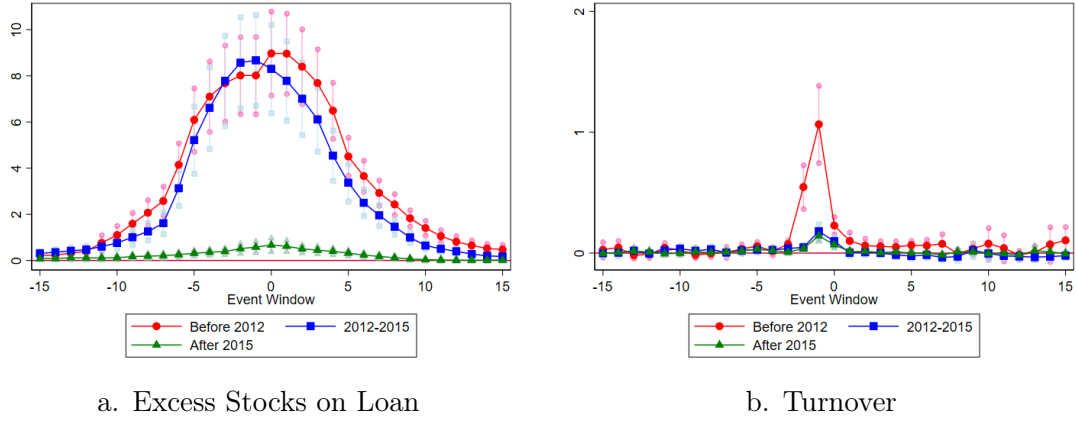 10
8
6
4
2
0
-15 -10 -5 0 5 10 15
Event Window
Before 2012 2012-2015
After 2015
a. Excess Stocks on Loan
2
1
0
-15 -10 -5 0 5 10 15
Event Window
Before 2012 2012-2015
After 2015
b. Turnover